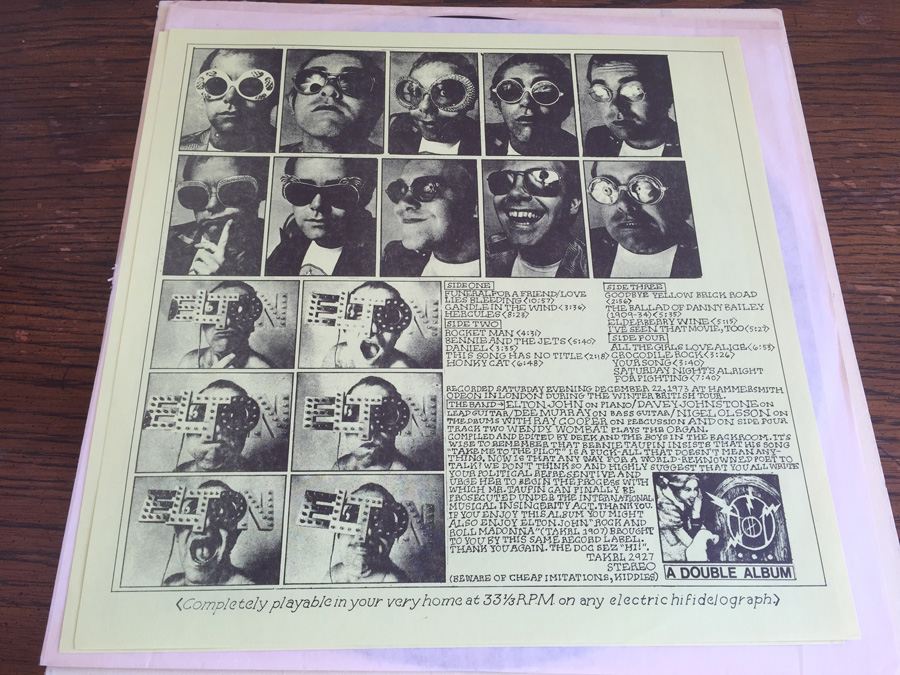 SIDE ONE
FUNERAL FOR A FRIEND/LOVE
LIES BLEEDING (10:57)
CANDLE IN THE WIND (3:36)
HERCULES (8:28)
SIDE TWO
ROCKET MAN (4:31)
BENNIE AND THE JETS (5:40)
DANIEL (3:35)
THIS SONG HAS NO TITLE (2:18)
HONKY CAT (6:48)
SIDE THREE
GOODBYE YELLOW BRICK ROAD
(2:56)
THE BALLAD OF DANNY BAILEY
(1909-34) (5:35)
ELDERBERRY WINE (5:15)
I'VE SEEN THAT MOVIE, TOO (5:27)
SIDE FOUR
ALL THE GIRLS LOVE ALICE (6:53)
CROCODILE ROCK (3:26)
YOUR SONG (3:40)
SATURDAY NIGHT'S ALRIGHT
FOR FIGHTING (7:40)
RECORDED SATURDAY EVENING DECEMBER 22, 1973 AT HAMMERSMITH
ODEON IN LONDON DURING THE WINTER BRITISH TOUR.
THE BAND → ELTON JOHN ON PIANO/DAVEY JOHNSTONE ON
LEAD GUITAR/DEE MURRAY ON BASS GUITAR/NIGEL OLSSON ON
THE DRUMS WITH RAY COOPER ON PERCUSSION AND ON SIDE FOUR
TRACK TWO WENDY WOMBAT PLAYS THE ORGAN.
COMPILED AND EDITED BY DEEK AND THE BOYS IN THE BACKROOM. IT'S
WISE TO REMEMBER THAT BERNIE TAUPIN INSISTS THAT HIS SONG
"TAKE ME TO THE PILOT" IS A FUCK-ALL THAT DOESN'T MEAN ANY-
THING. NOW IS THAT ANY WAY FOR A WORLD-REKNOWNED POET TO
TALK? WE DON'T THINK SO AND HIGHLY SUGGEST THAT YOU ALL WRITE
YOUR POLITICAL REPRESENTIVE AND
URGE HER TO BEGIN THE PROCESS WITH
WHICH MR. TAUPIN CAN FINALLY BE
PROSECUTED UNDER THE INTERNATIONAL
MUSICAL INSINCERITY ACT. THANK YOU.
IF YOU ENJOY THIS ALBUM YOU MIGHT
ALSO ENJOY ELTON JOHN "ROCK AND
ROLL MADONNA" (TAKRL 1907) BROUGHT
TO YOU BY THIS SAME RECORD LABEL.
THANK YOU AGAIN. THE DOG SEZ "HI!".
TAKRL 2927
STEREO
(BEWARE OF CHEAP IMITATIONS, KIDDIES)
A DOUBLE ALBUM
(Completely playable in your very home at 33⅓ RPM on any electric hifidelograph.)